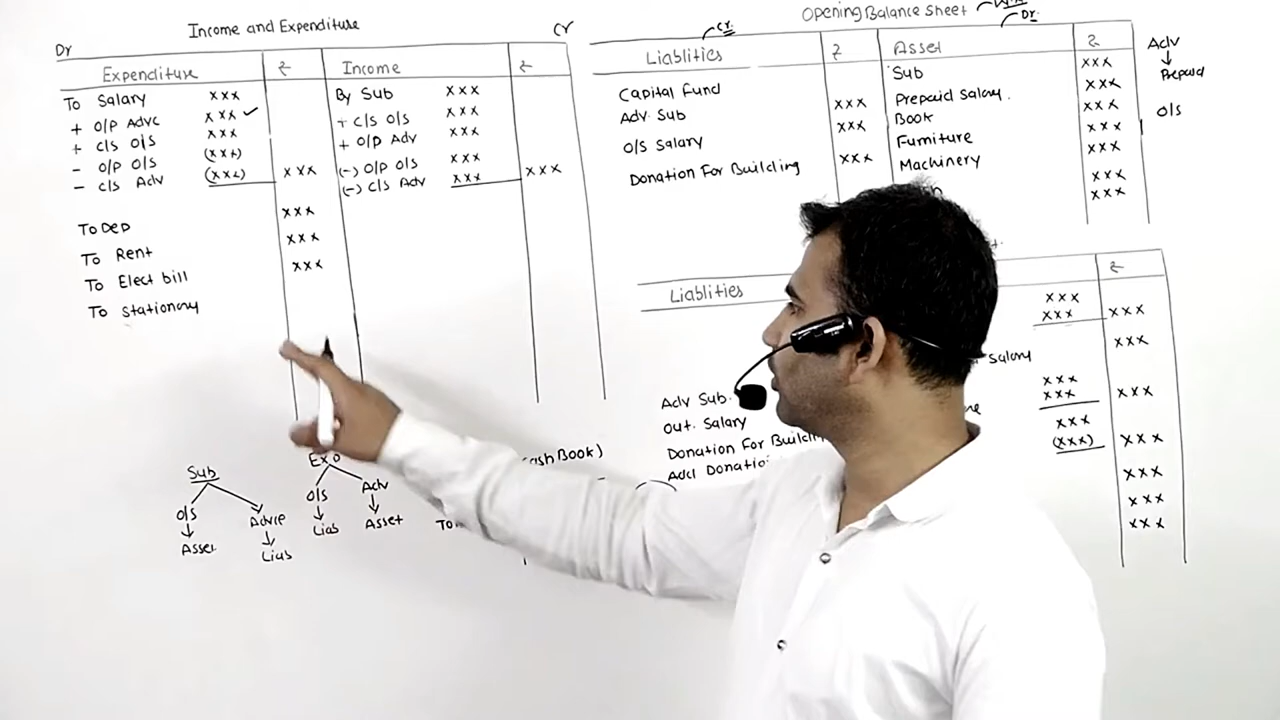 Income and Expenditure
Dr Cr
Expenditure ₹ Income ₹
To Salary xxx By Sub xxx
+ O/P Advc xxx ✓ + C/S O/S xxx
+ C/S O/S xxx + O/P Adv xxx
- O/P O/S (xxx) (-) O/P O/S xxx
- C/S Adv (xxx) xxx (-) C/S Adv xxx xxx
To Dep xxx
To Rent xxx
To Elect bill xxx
To Stationary
Sub
O/S Advce
Asset Liab
Exp
O/S Adv
Liab Asset
Cash Book)
Opening Balance Sheet
Cr. Dr.
Liablities ₹ Asset ₹
Capital Fund Sub xxx
Adv Sub xxx Prepaid Salary. xxx
O/S Salary xxx Book xxx
Donation For Building xxx Furniture xxx
Machinery xxx
xxx
xxx
Adv
Prepaid
O/S
Liablities ₹
xxx
xxx xxx
Salary xxx
xxx
Adv Sub. xxx xxx
Out. Salary xxx
Donation For Buildin (xxx) xxx
Add Donatio xxx
xxx
xxx